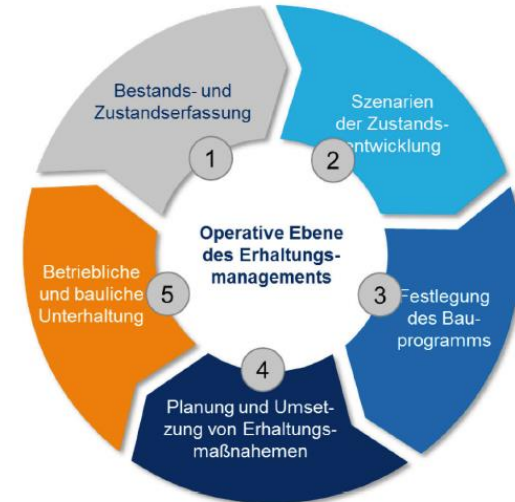 Bestands- und
Zustandserfassung
1
Szenarien
der Zustands-
entwicklung
2
Operative Ebene
des Erhaltungs-
managements
3
Festlegung
des Bau-
programms
4
Planung und Umset-
zung von Erhaltungs-
maßnahemen
Betriebliche
und bauliche
Unterhaltung
5